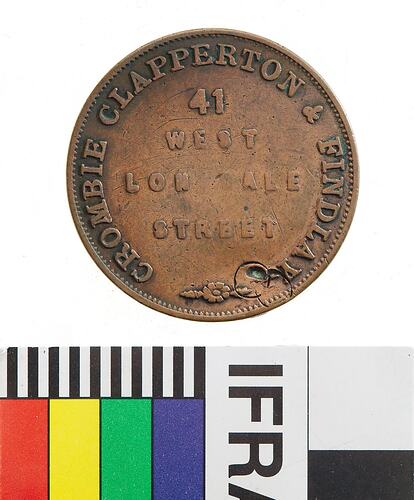 CROMBIE CLAPPERTON & FINDLAY
41
WEST
LON ALE
STREET
IFRA